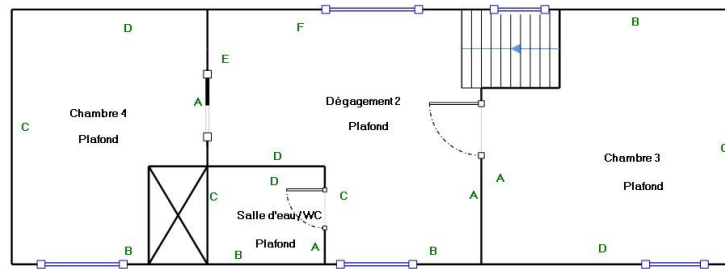 D
F
B
E
A
Chambre 4
Plafond
C
Dégagement 2
Plafond
Chambre 3
Plafond
C
D
D
C
Salle d'eau/WC
Plafond
C
A
A
A
B
B
B
D